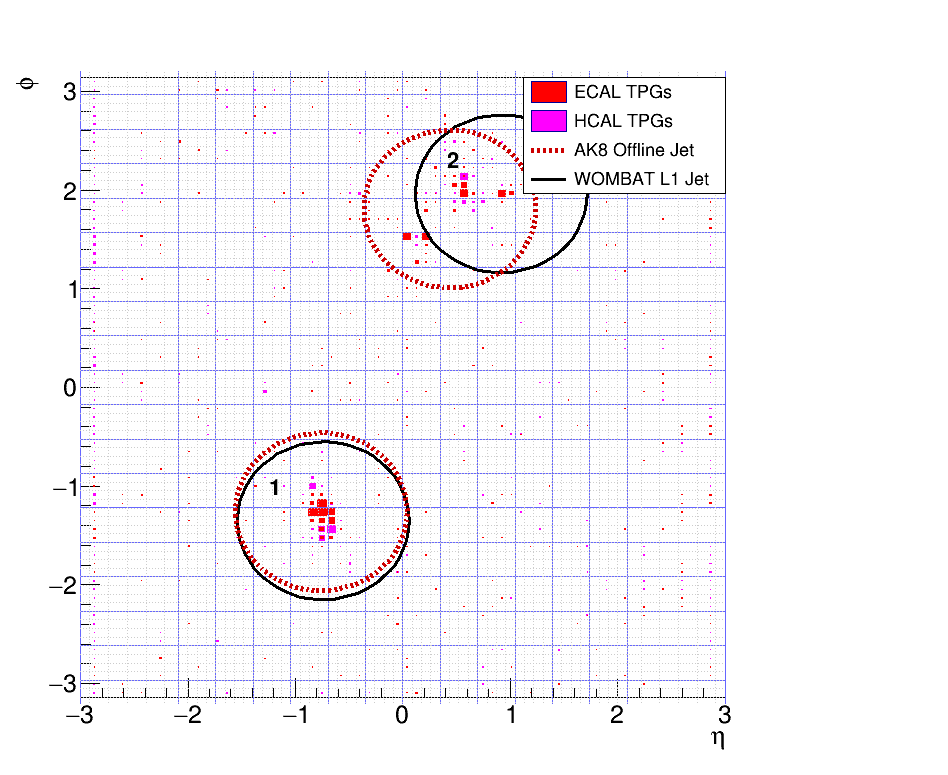 φ
3
2
1
0
−1
−2
−3
ECAL TPGs
HCAL TPGs
AK8 Offline Jet
WOMBAT L1 Jet
2
1
−3 −2 −1 0 1 2 3
η